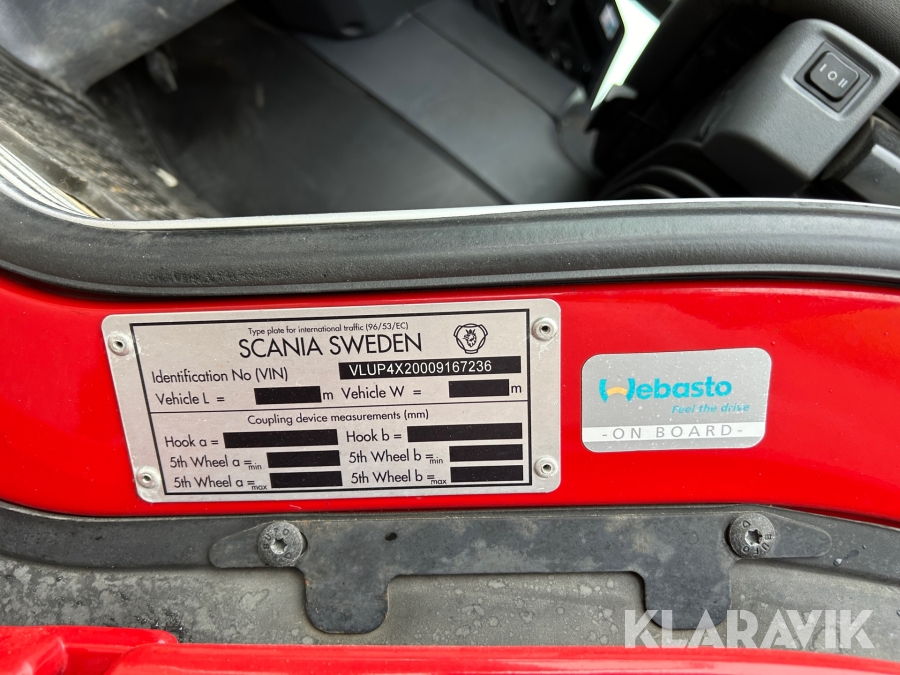 I O II
Type plate for international traffic (96/53/EC)
SCANIA SWEDEN
Identification No (VIN) VLUP4X20009167236
Vehicle L = m Vehicle W = m
Coupling device measurements (mm)
Hook a = Hook b =
5th Wheel a = min 5th Wheel b = min
5th Wheel a = max 5th Wheel b = max
Webasto
Feel the drive
-ON BOARD-
KLARAVIK